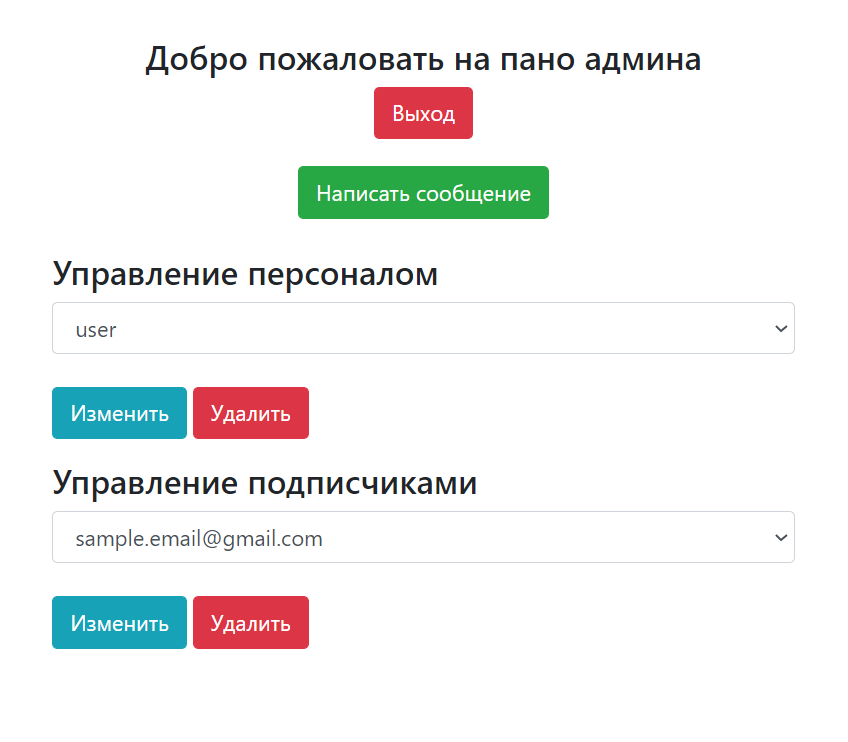 Добро пожаловать на пано админа
Выход
Написать сообщение
Управление персоналом
user
Изменить Удалить
Управление подписчиками
sample.email@gmail.com
Изменить Удалить